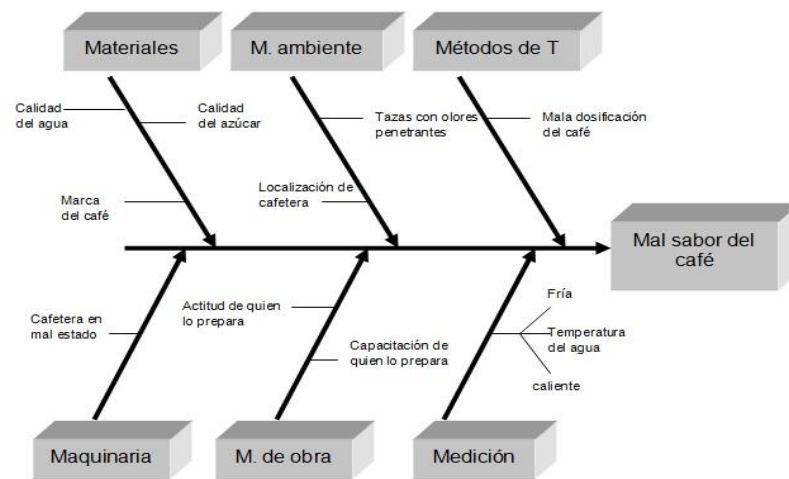 Materiales
M. ambiente
Métodos de T
Calidad
del agua
Calidad
del azúcar
Tazas con olores
penetrantes
Mala dosificación
del café
Marca
del café
Localización de
cafetera
Mal sabor del
café
Cafetera en
mal estado
Actitud de quien
lo prepara
Capacitación de
quien lo prepara
Fría
Temperatura
del agua
caliente
Maquinaria
M. de obra
Medición